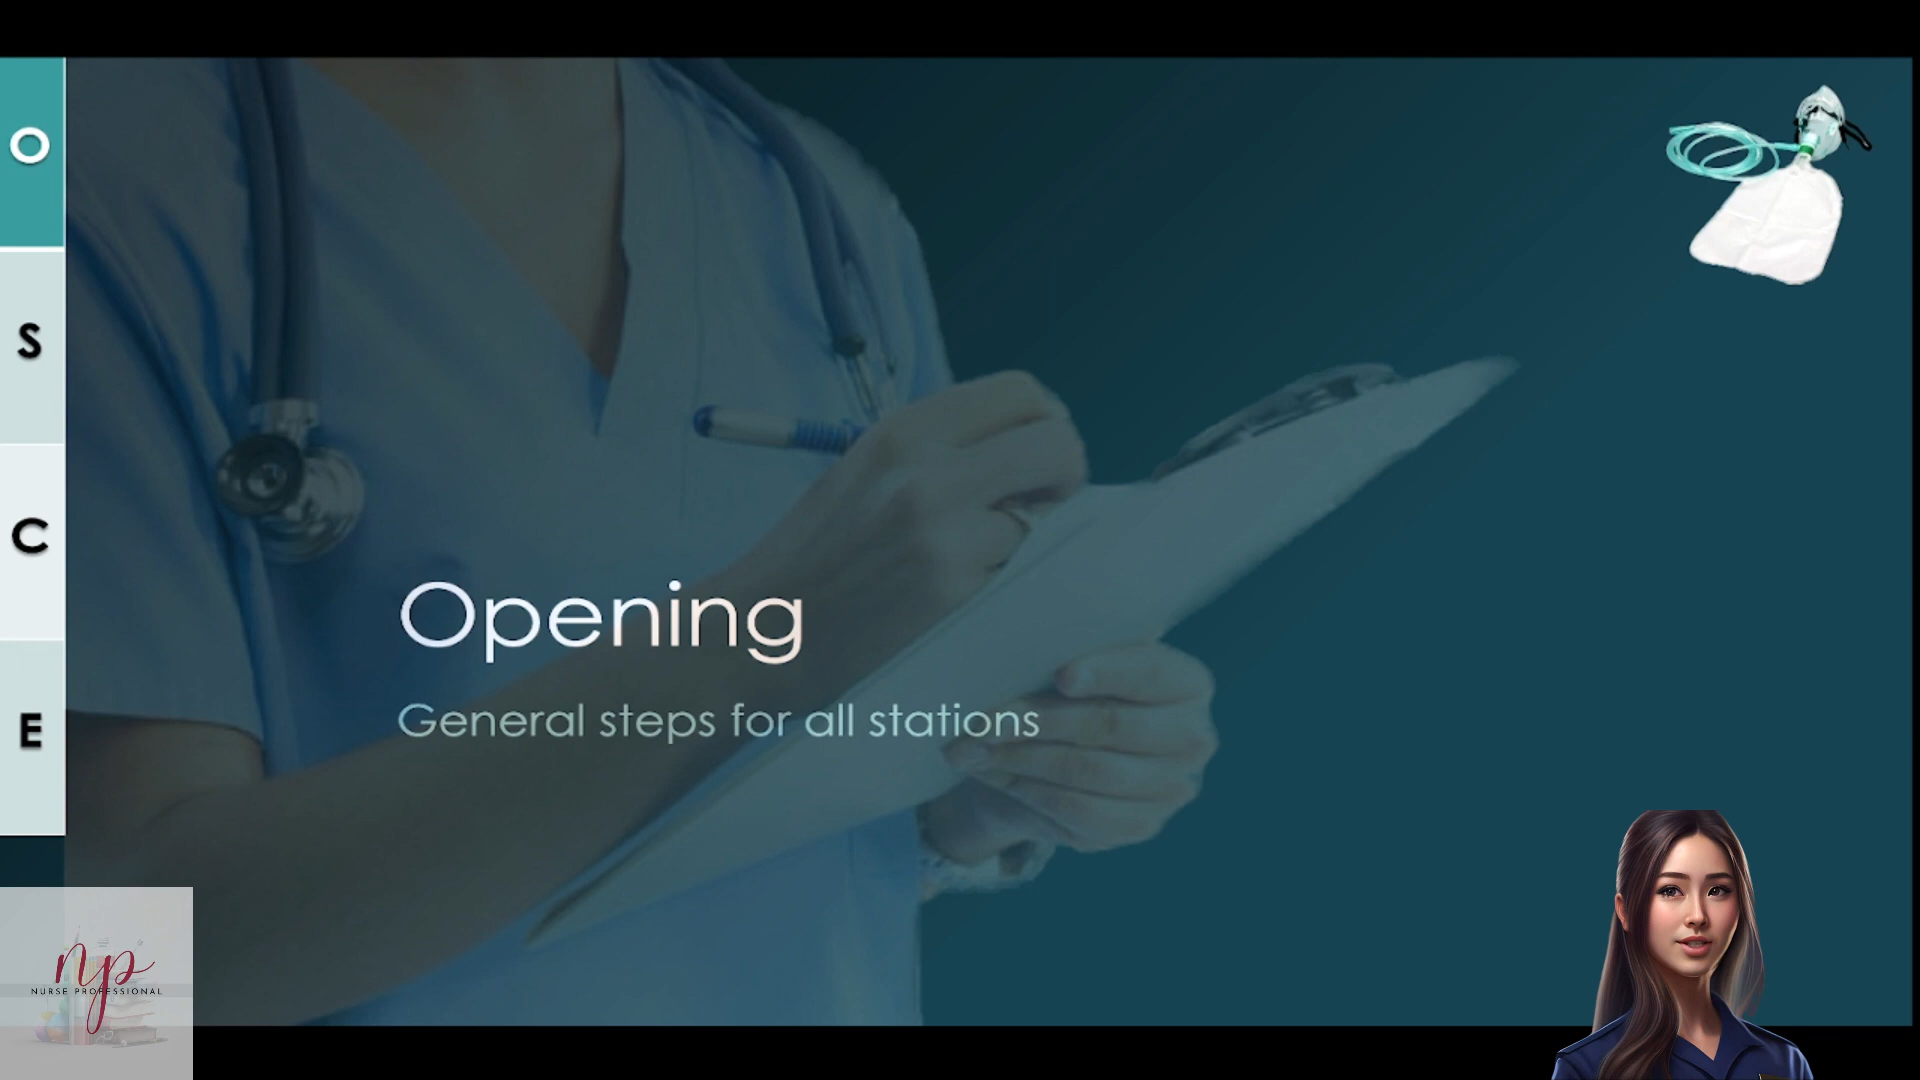 O
S
C
E
Opening
General steps for all stations
np
NURSE PROFESSIONAL